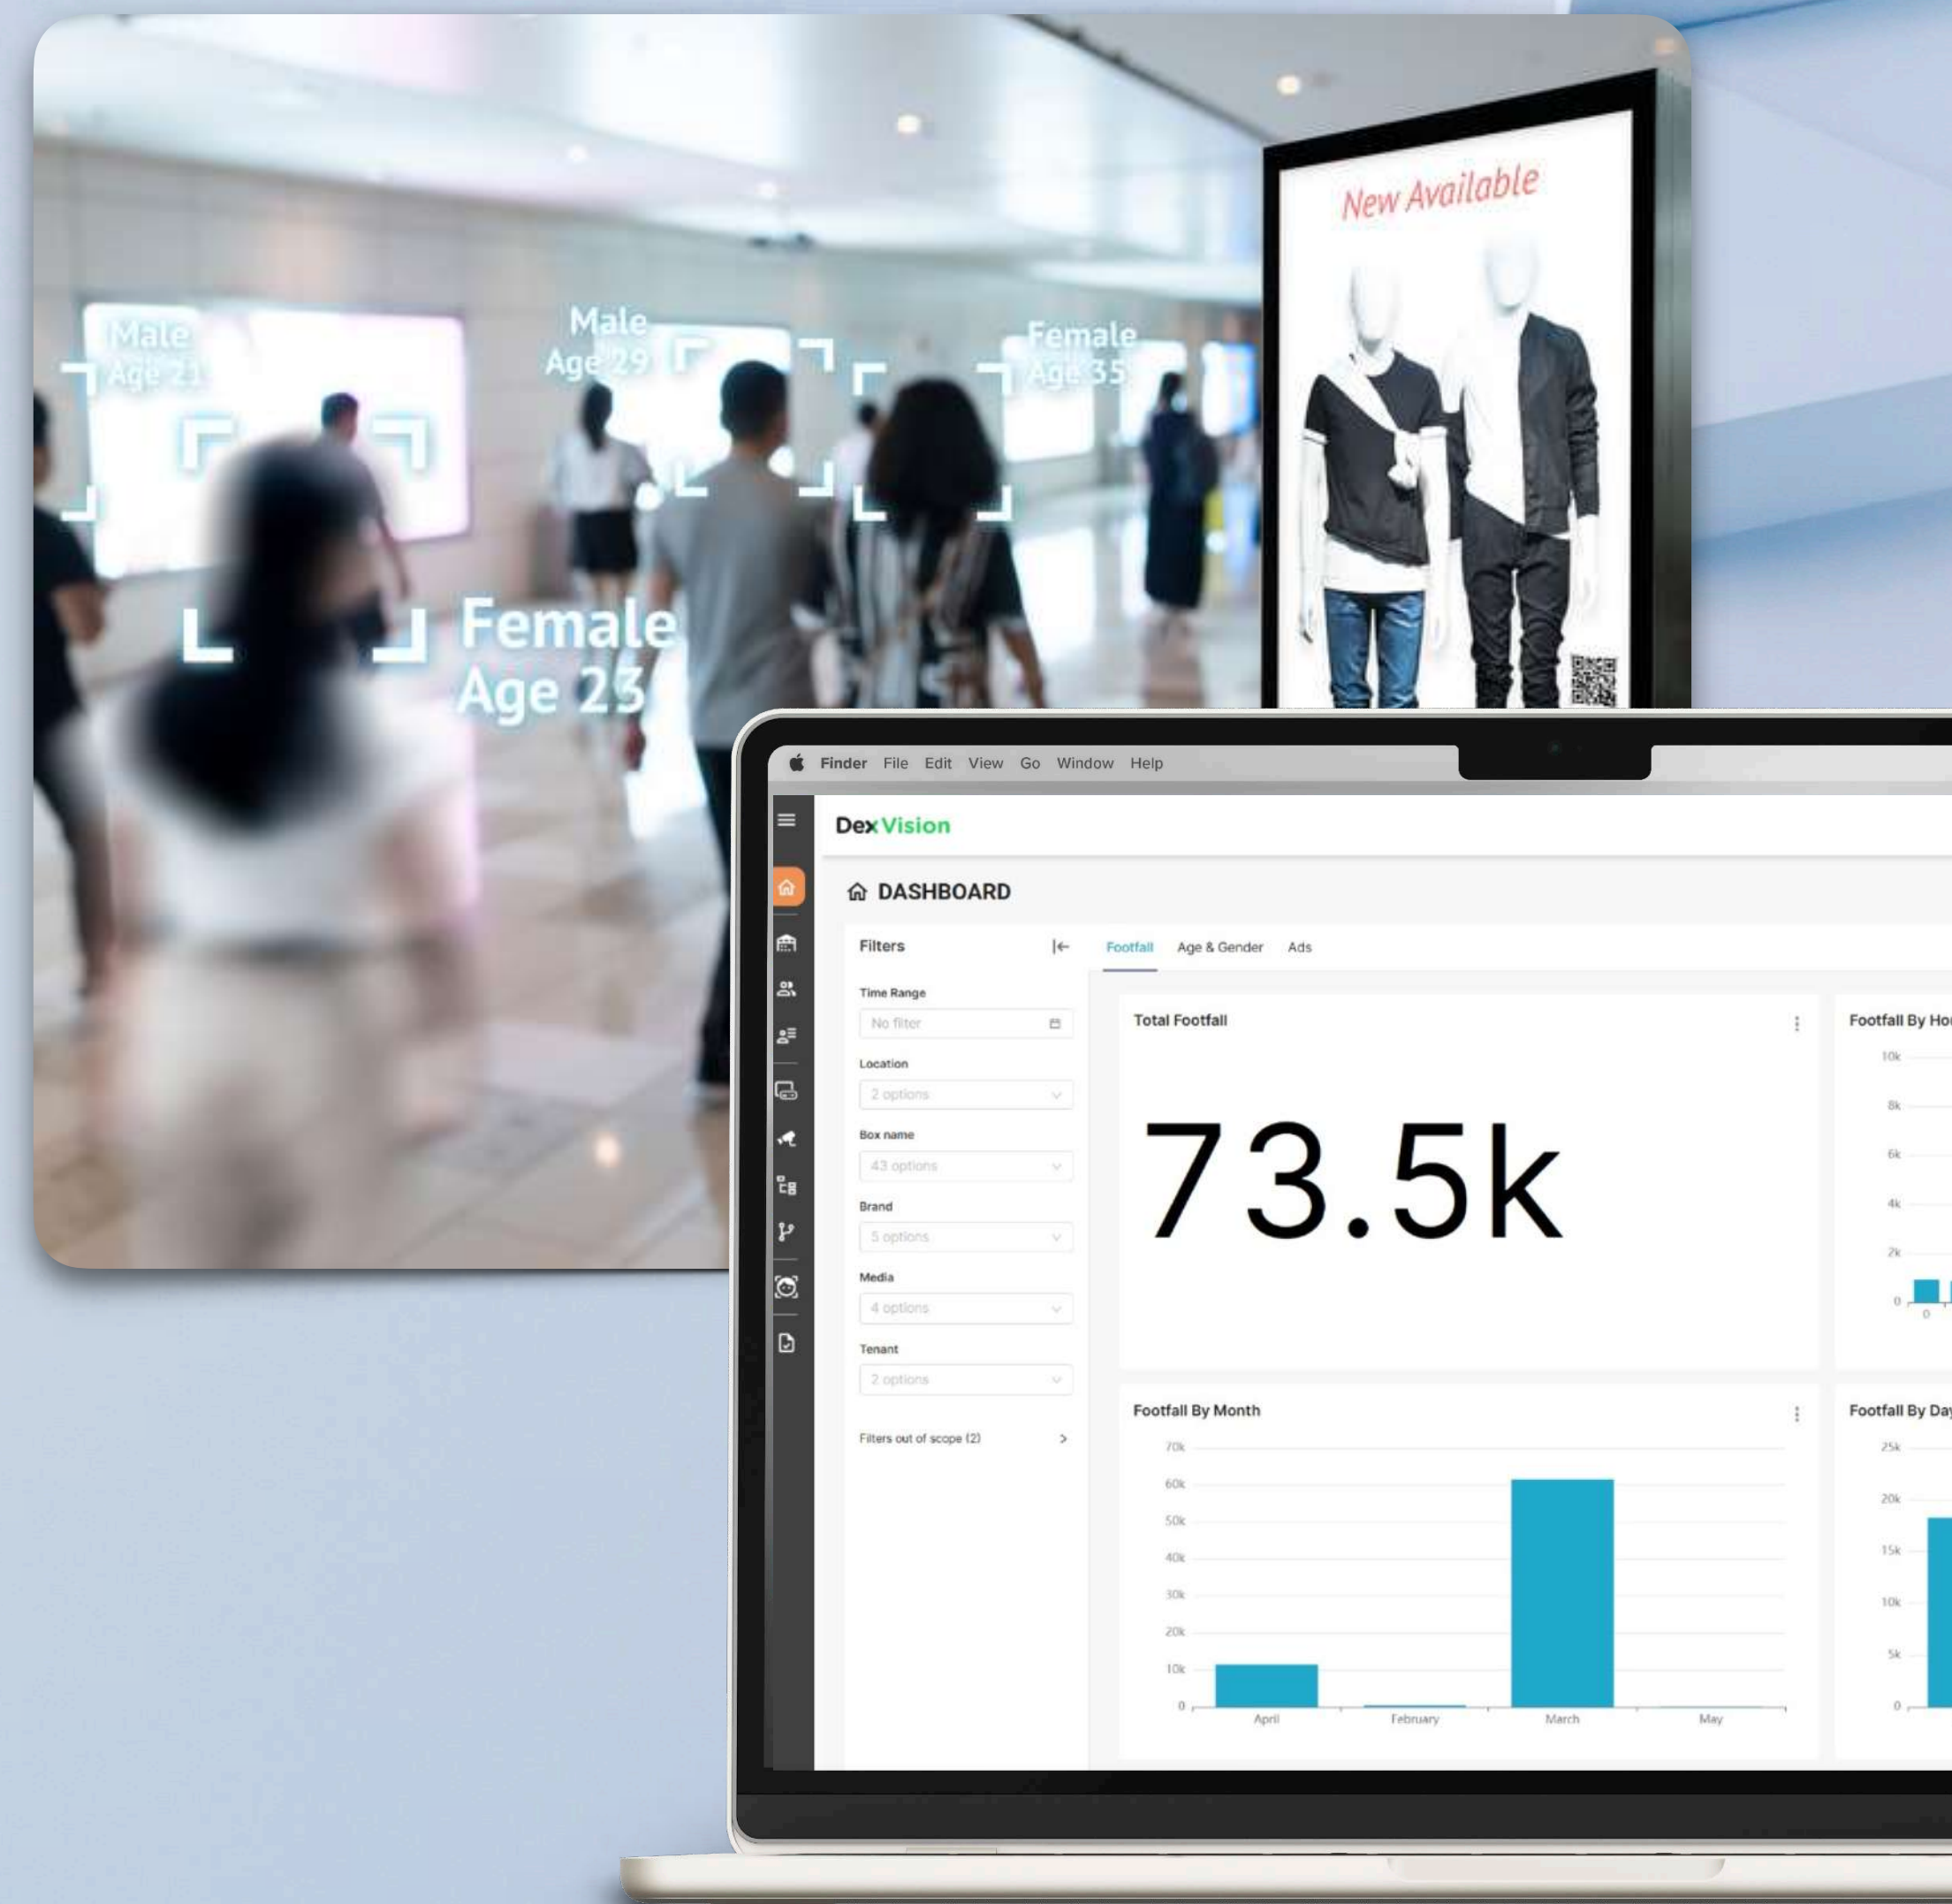 New Available
Male
Age 21
Male
Age 29
Female
Age 35
Female
Age 23
Finder File Edit View Go Window Help
DexVision
DASHBOARD
Filters
Footfall Age & Gender Ads
Time Range
No filter
Location
2 options
Box name
43 options
Brand
5 options
Media
4 options
Tenant
2 options
Filters out of scope (2)
Total Footfall
73.5k
Footfall By Hou
10k
8k
6k
4k
2k
0
0
Footfall By Month
70k
60k
50k
40k
30k
20k
10k
0
April February March May
Footfall By Day
25k
20k
15k
10k
5k
0